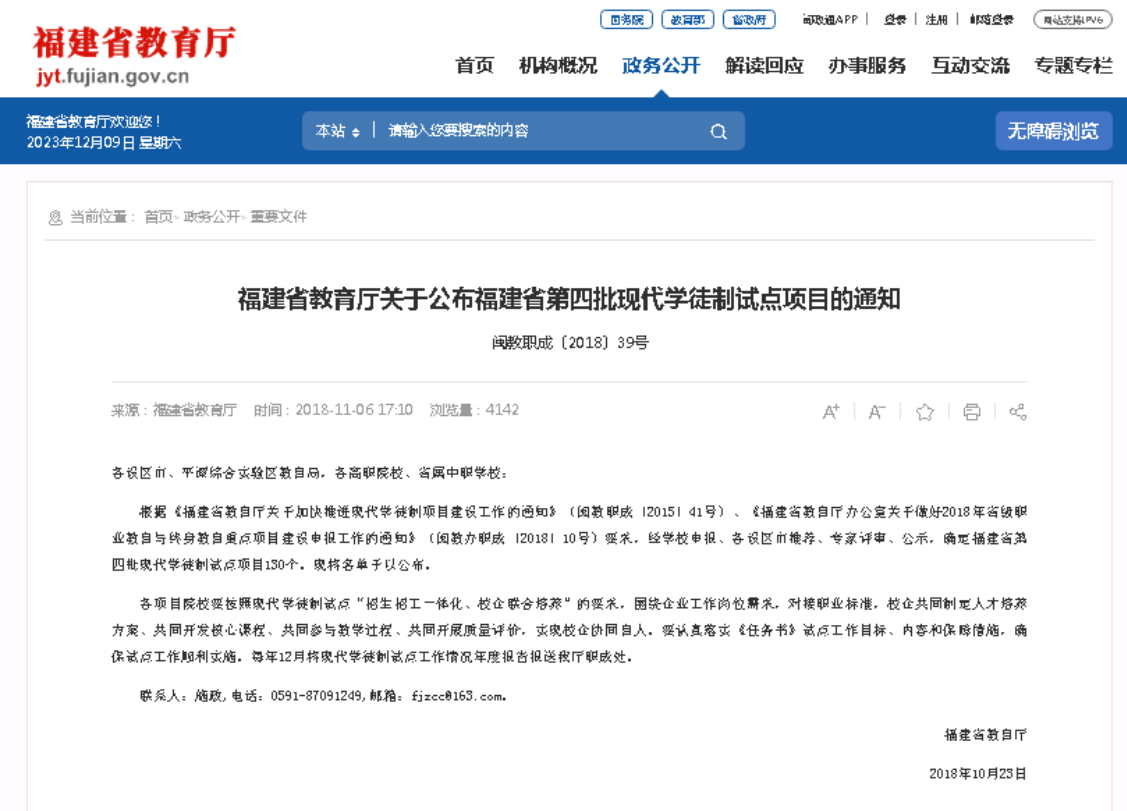 国务院 教育部 省政府 闽政通APP 登录 注册 邮箱登录 网站支持IPV6
福建省教育厅
jyt.fujian.gov.cn
首页 机构概况 政务公开 解读回应 办事服务 互动交流 专题专栏
福建省教育厅欢迎您！
2023年12月09日 星期六
本站 请输入您要搜索的内容
无障碍浏览
当前位置： 首页> 政务公开> 重要文件
福建省教育厅关于公布福建省第四批现代学徒制试点项目的通知
闽教职成〔2018〕39号
来源：福建省教育厅 时间：2018-11-06 17:10 浏览量：4142
A+ A-
各设区市、平潭综合实验区教育局，各高职院校、省属中职学校：
根据《福建省教育厅关于加快推进现代学徒制项目建设工作的通知》（闽教职成〔2015〕41号）、《福建省教育厅办公室关于做好2018年省级职
业教育与终身教育重点项目建设申报工作的通知》（闽教办职成〔2018〕10号）要求，经学校申报、各设区市推荐、专家评审、公示，确定福建省第
四批现代学徒制试点项目130个。现将名单予以公布。
各项目院校要按照现代学徒制试点“招生招工一体化、校企联合培养”的要求，围绕企业工作岗位需求，对接职业标准，校企共同制定人才培养
方案、共同开发核心课程、共同参与教学过程、共同开展质量评价，实现校企协同育人。要认真落实《任务书》试点工作目标、内容和保障措施，确
保试点工作顺利实施。每年12月将现代学徒制试点工作情况年度报告报送我厅职成处。
联系人：施政，电话：0591-87091249，邮箱：fjzcc@163.com。
福建省教育厅
2018年10月23日